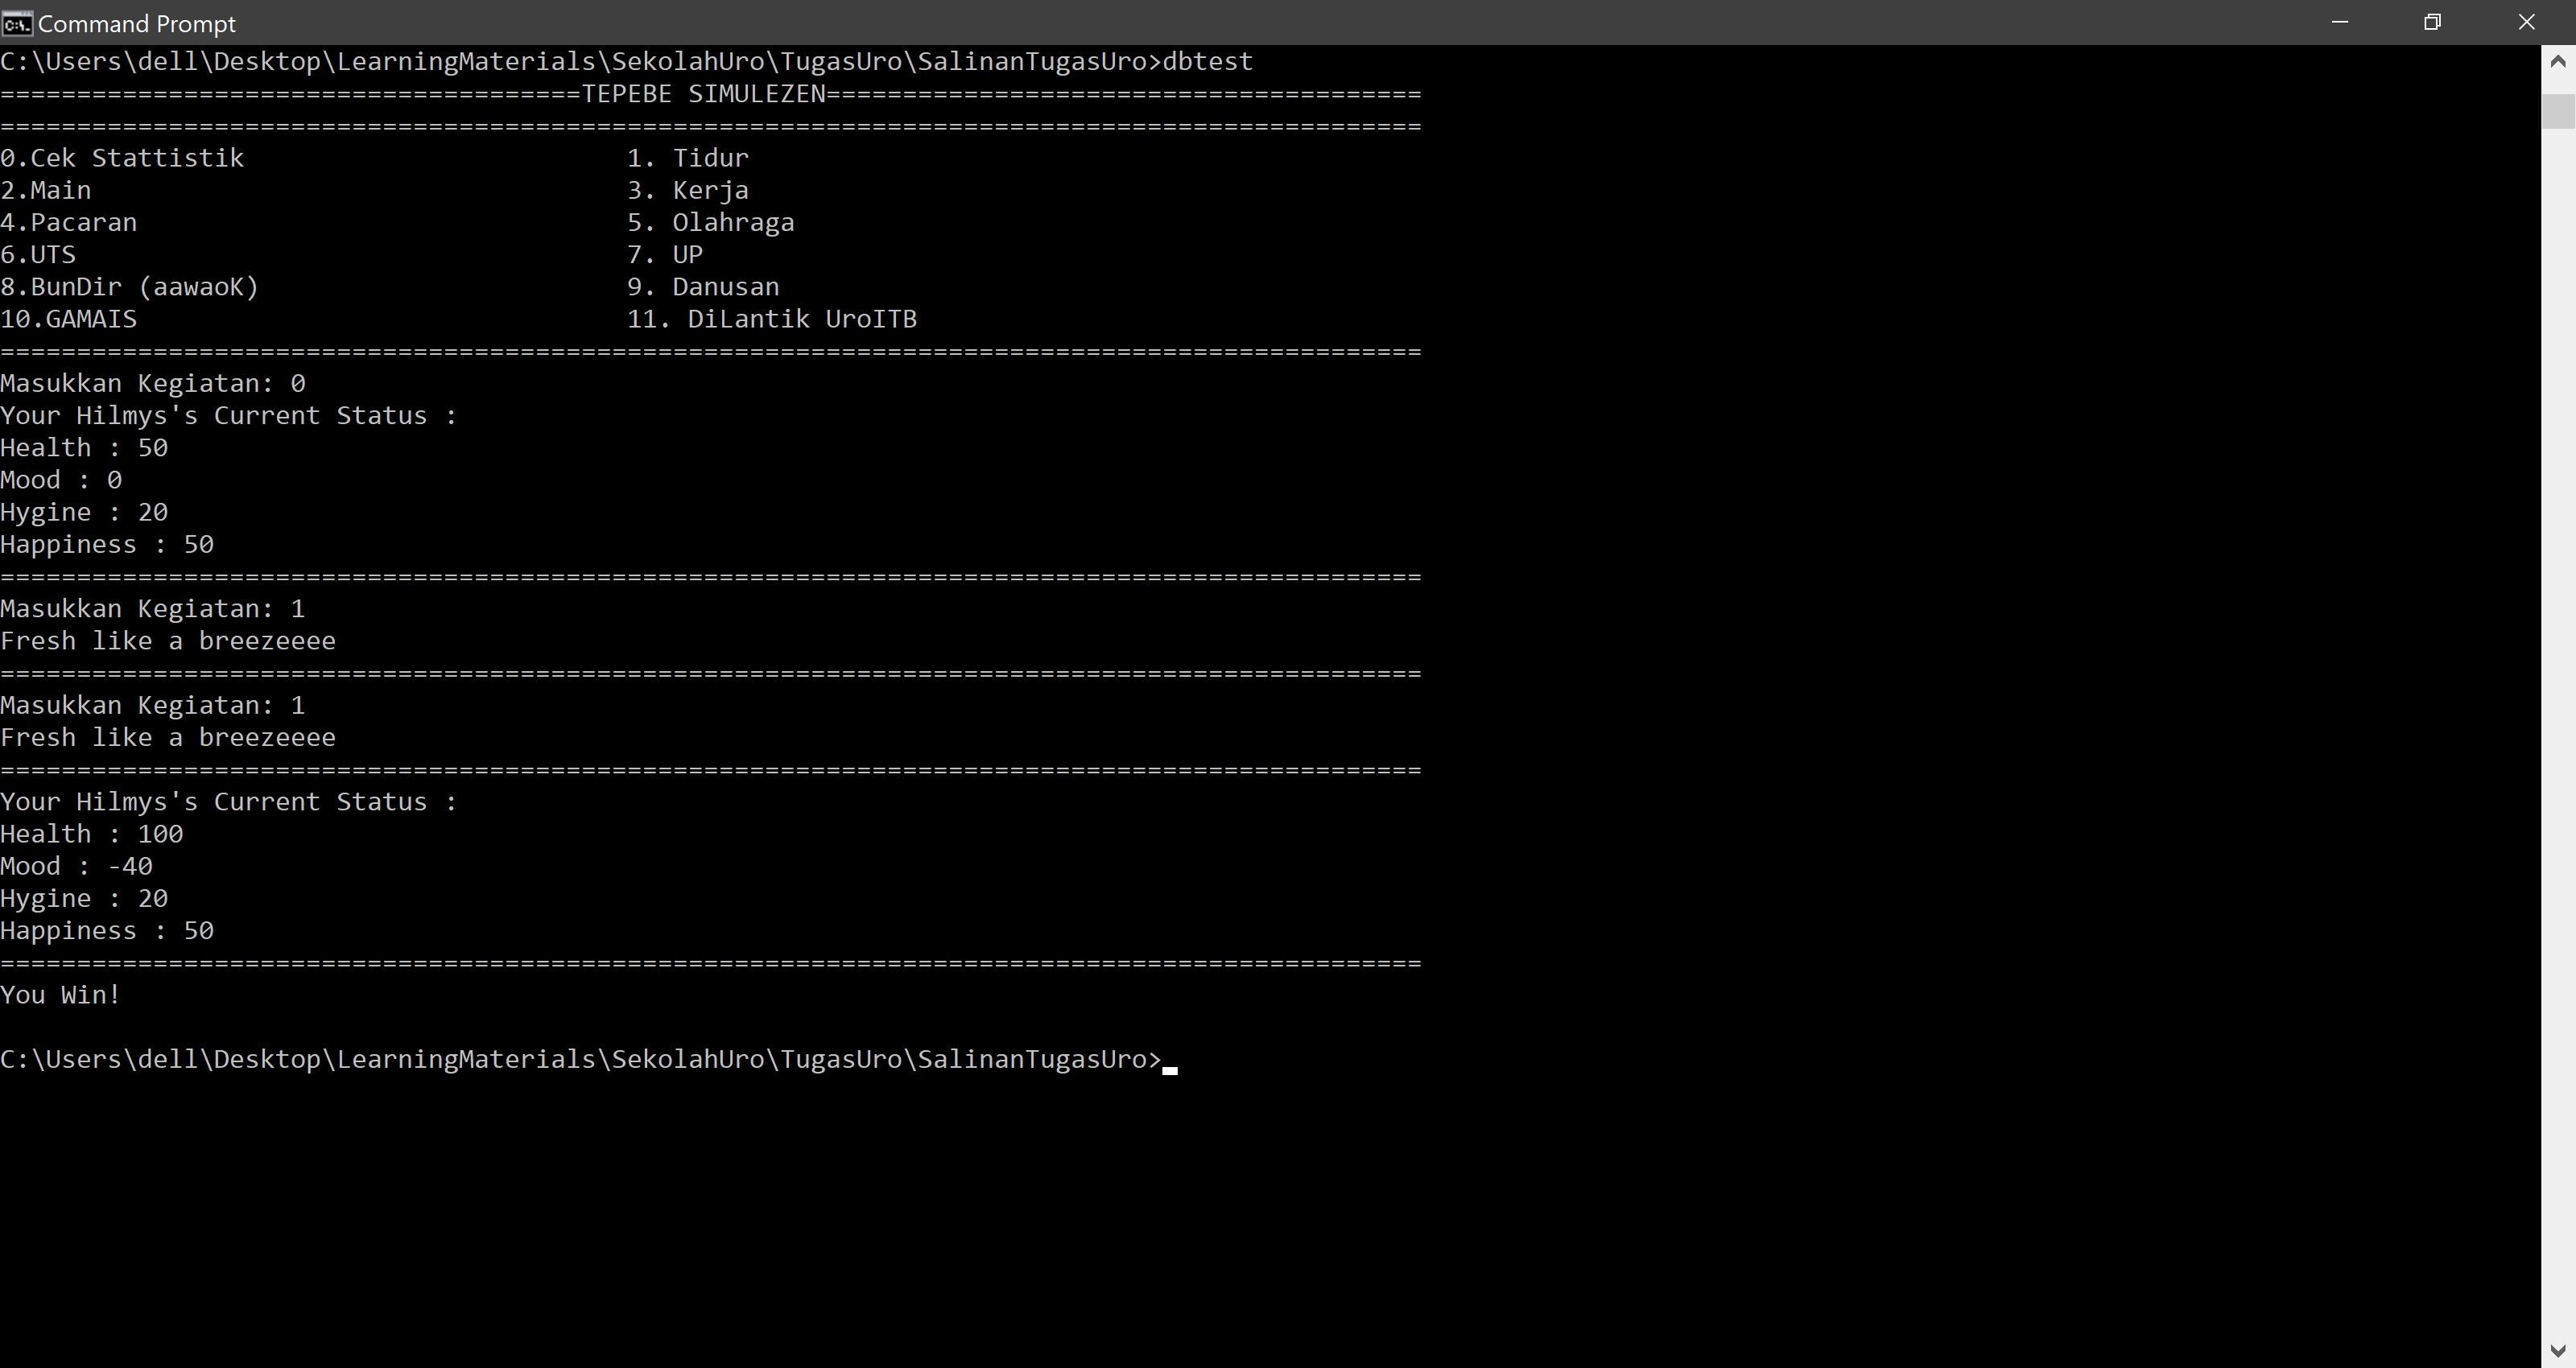 Command Prompt
C:\Users\dell\Desktop\LearningMaterials\SekolahUro\TugasUro\SalinanTugasUro>dbtest
======================================TEPEBE SIMULEZEN=======================================
=============================================================================================
0.Cek Stattistik                         1. Tidur
2.Main                                   3. Kerja
4.Pacaran                                5. Olahraga
6.UTS                                    7. UP
8.BunDir (aawaoK)                        9. Danusan
10.GAMAIS                                11. DiLantik UroITB
=============================================================================================
Masukkan Kegiatan: 0
Your Hilmys's Current Status :
Health : 50
Mood : 0
Hygine : 20
Happiness : 50
=============================================================================================
Masukkan Kegiatan: 1
Fresh like a breezeeee
=============================================================================================
Masukkan Kegiatan: 1
Fresh like a breezeeee
=============================================================================================
Your Hilmys's Current Status :
Health : 100
Mood : -40
Hygine : 20
Happiness : 50
=============================================================================================
You Win!
C:\Users\dell\Desktop\LearningMaterials\SekolahUro\TugasUro\SalinanTugasUro>